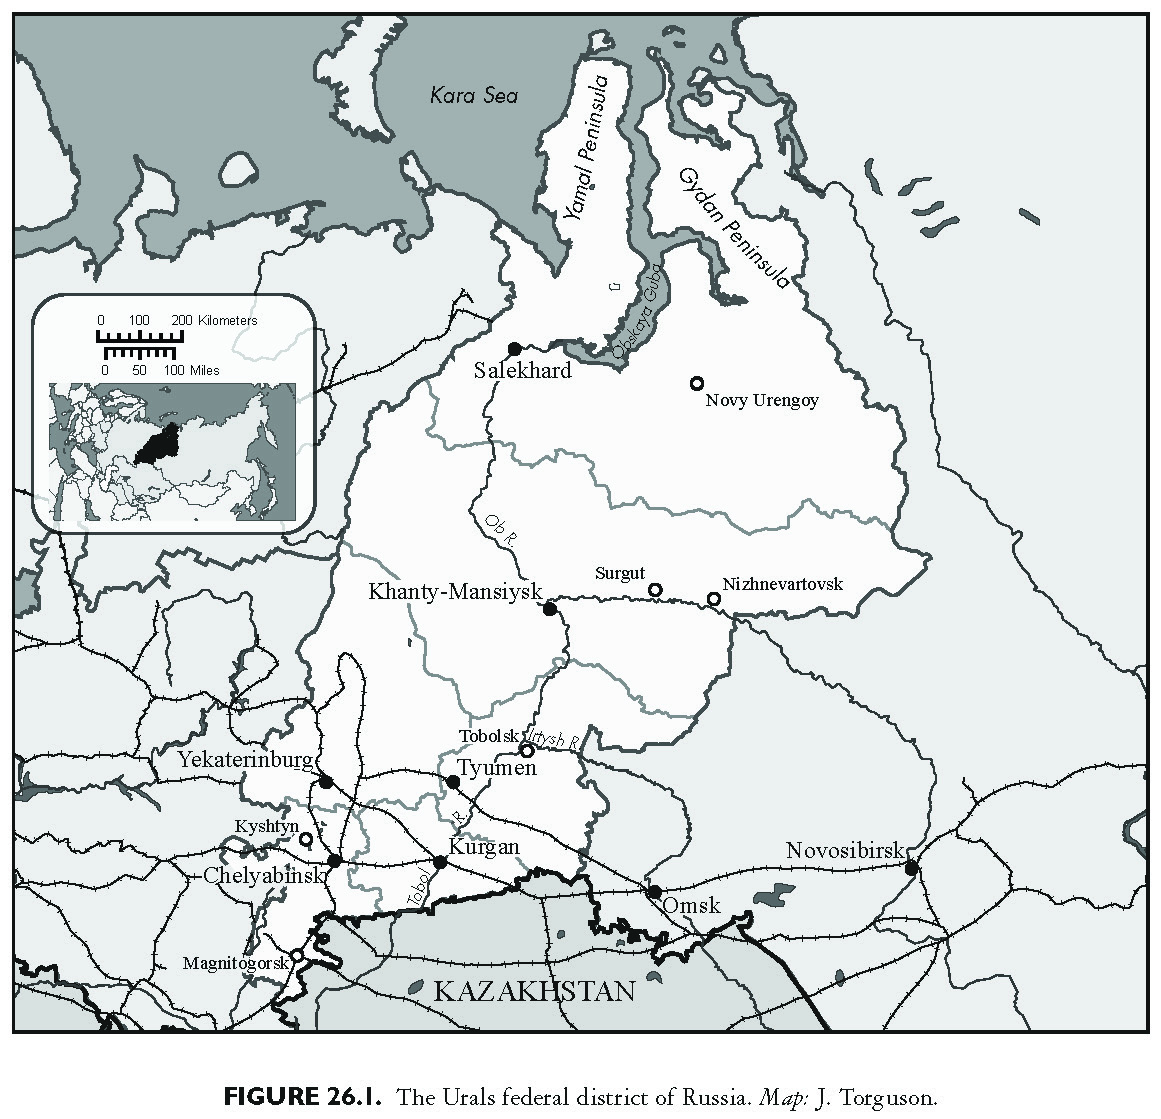 Kara Sea
Yamal Peninsula
Gydan Peninsula
Obskaya Guba
0 100 200 Kilometers
0 50 100 Miles
Salekhard
Novy Urengoy
Ob R.
Surgut
Nizhnevartovsk
Khanty-Mansiysk
Tobolsk
Irtysh R.
Yekaterinburg
Tyumen
Kyshtyn
Kurgan
Tobol R.
Chelyabinsk
Novosibirsk
Omsk
Magnitogorsk
KAZAKHSTAN
FIGURE 26.1. The Urals federal district of Russia. Map: J. Torguson.